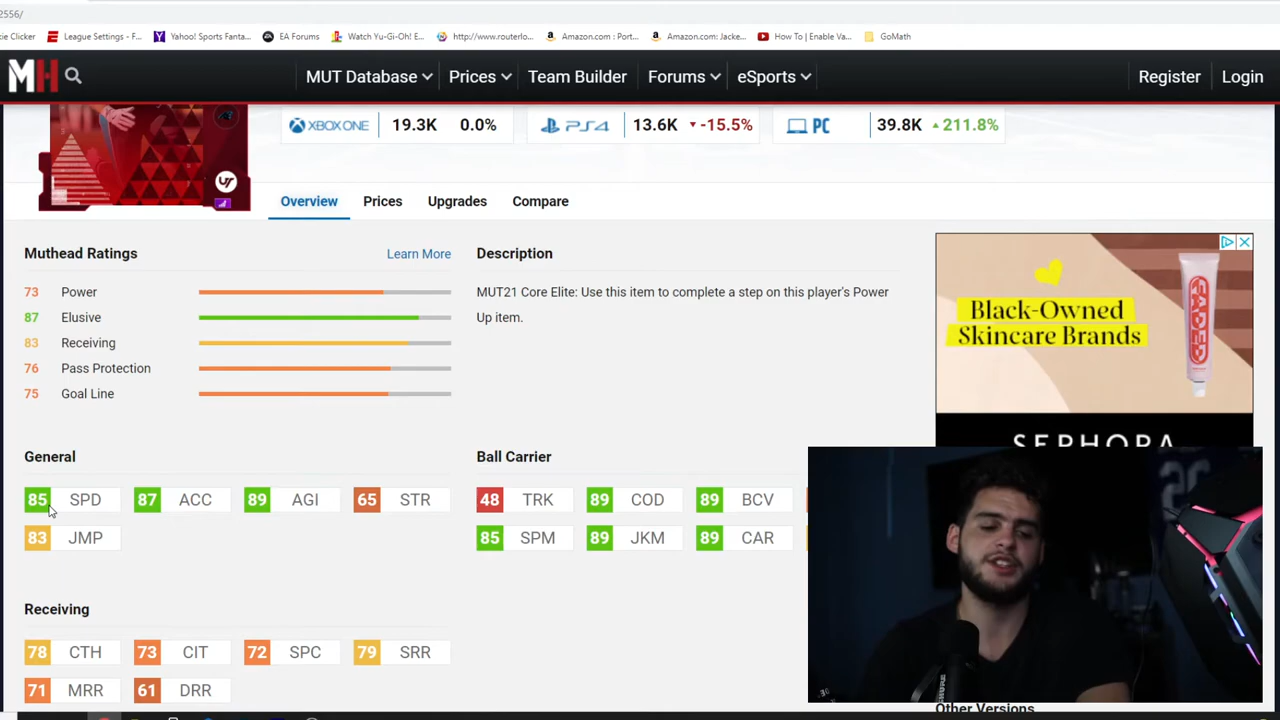 2556/
ie Clicker League Settings - F... Yahoo! Sports Fanta... EA Forums Watch Yu-Gi-Oh! E... http://www.routerlo... Amazon.com : Port... Amazon.com: Jacke... How To | Enable Va... GoMath
MH MUT Database Prices Team Builder Forums eSports Register Login
XBOX ONE 19.3K 0.0% PS4 13.6K -15.5% PC 39.8K 211.8%
UT
Overview Prices Upgrades Compare
Muthead Ratings Learn More
73 Power
87 Elusive
83 Receiving
76 Pass Protection
75 Goal Line
Description
MUT21 Core Elite: Use this item to complete a step on this player's Power
Up item.
Black-Owned
Skincare Brands
SEPHORA
General
85 SPD 87 ACC 89 AGI 65 STR
83 JMP
Ball Carrier
48 TRK 89 COD 89 BCV
85 SPM 89 JKM 89 CAR
Receiving
78 CTH 73 CIT 72 SPC 79 SRR
71 MRR 61 DRR
Other Versions